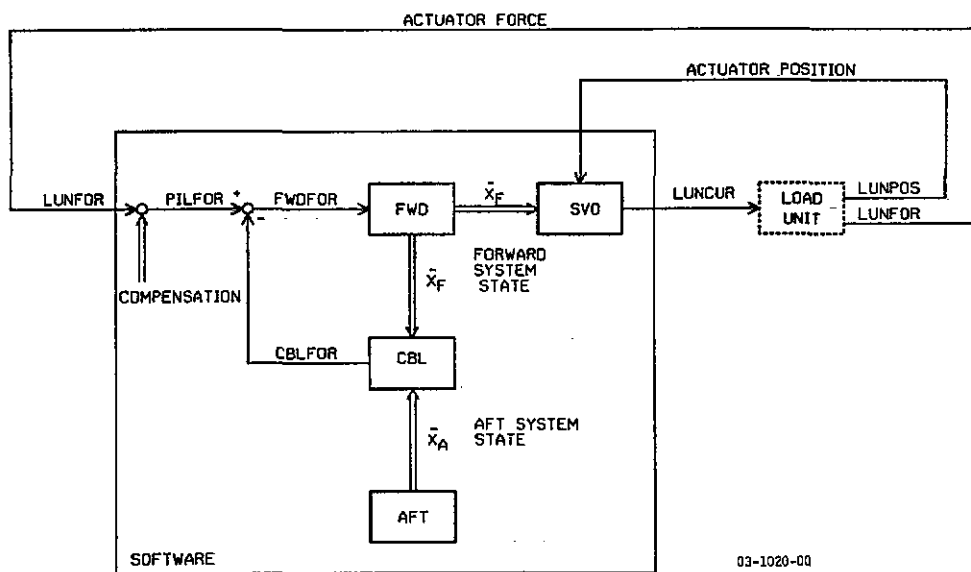 ACTUATOR FORCE
ACTUATOR POSITION
LUNFOR
PILFOR
+
-
FWDFOR
FWD
x̄F
SVO
LUNCUR
LOAD
UNIT
LUNPOS
LUNFOR
FORWARD
SYSTEM
STATE
x̄F
COMPENSATION
CBLFOR
CBL
x̄A
AFT SYSTEM
STATE
AFT
SOFTWARE
03-1020-00